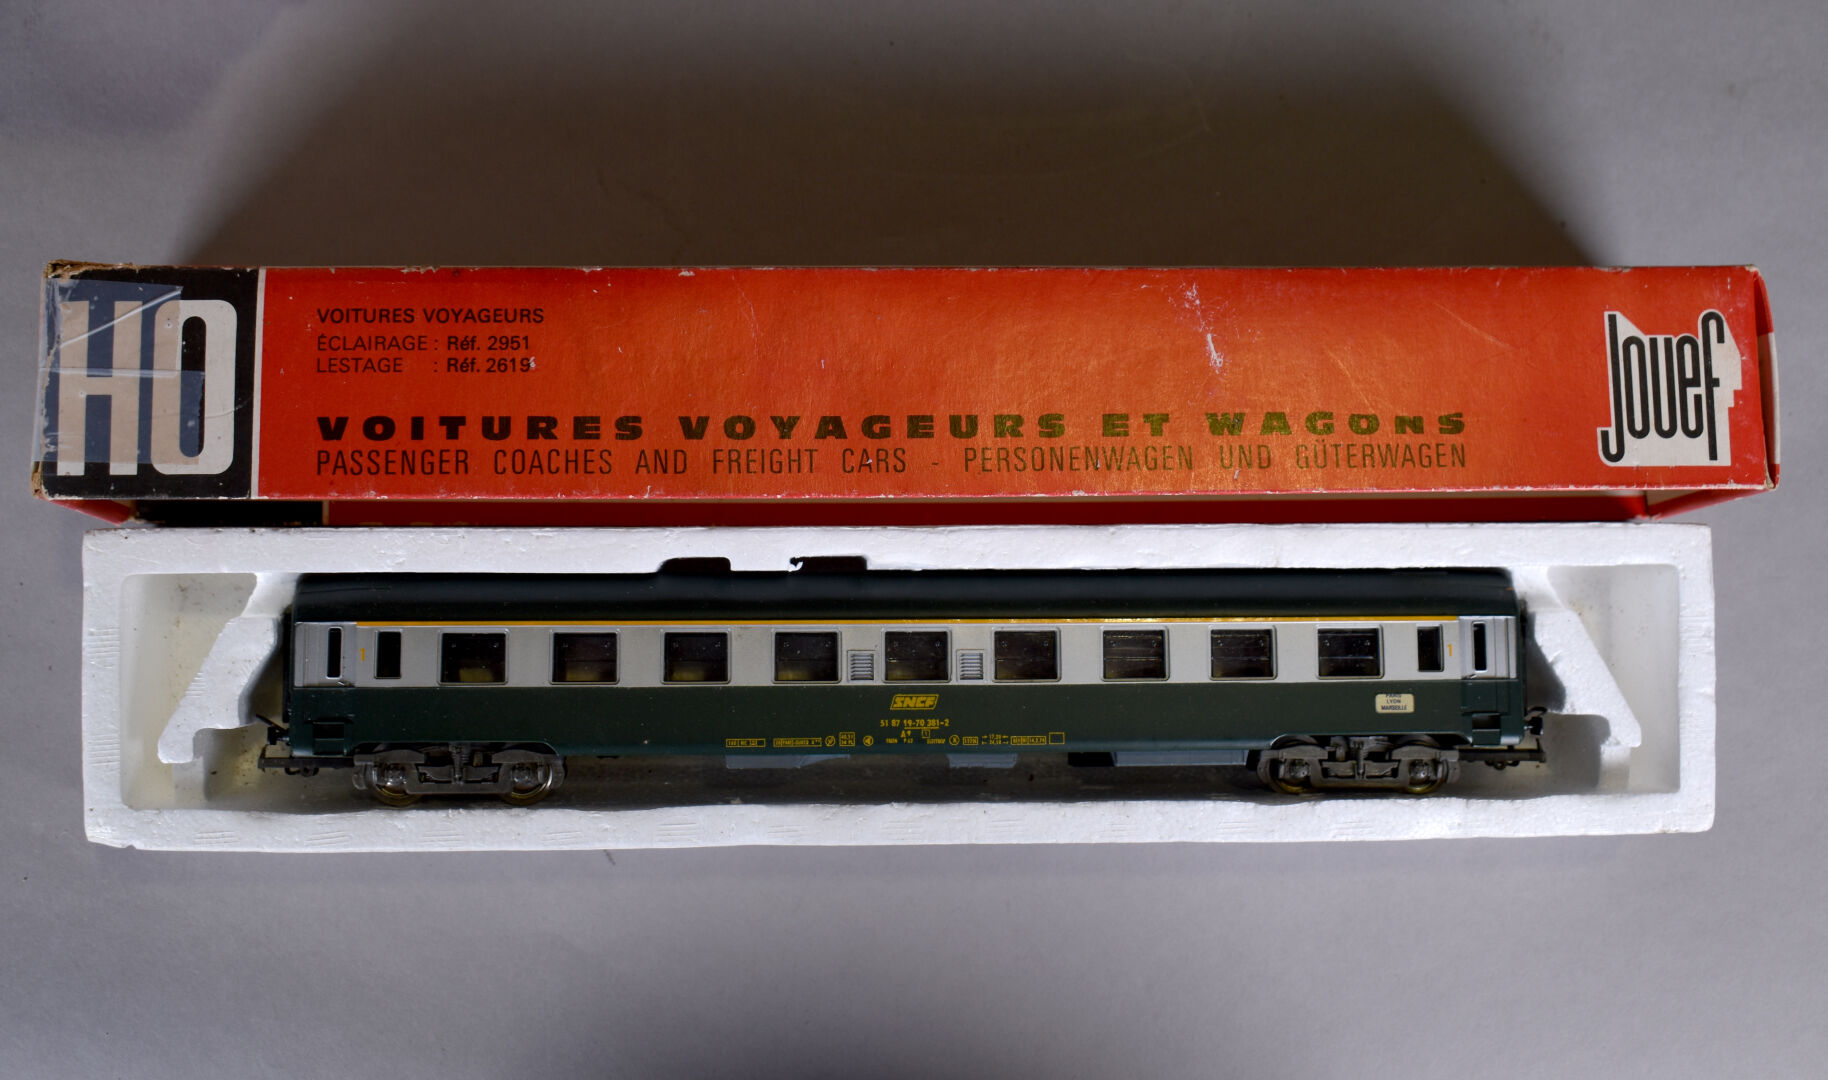 HO
VOITURES VOYAGEURS
ÉCLAIRAGE : Réf. 2951
LESTAGE : Réf. 2619
VOITURES VOYAGEURS ET WAGONS
PASSENGER COACHES AND FREIGHT CARS - PERSONENWAGEN UND GÜTERWAGEN
Jouef
1
1
SNCF
51 87 19-70 381-2
A9
PARIS
LYON
MARSEILLE